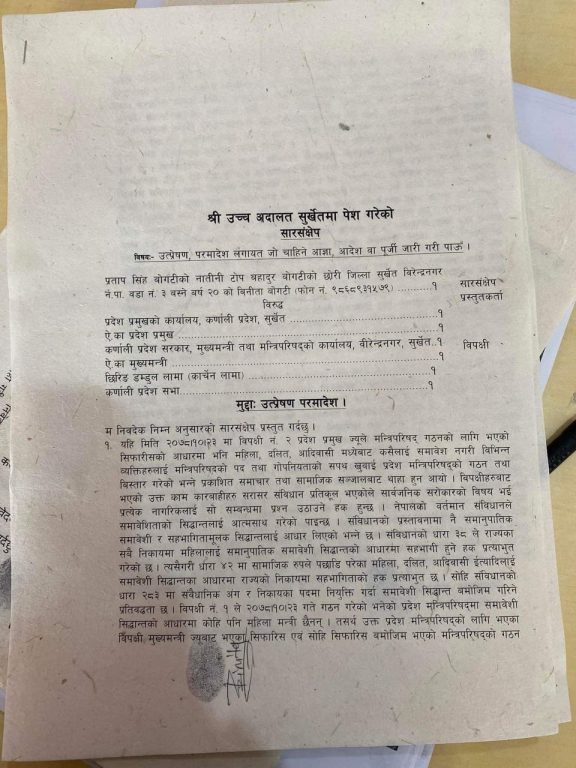 श्री उच्च अदालत सुर्खेतमा पेश गरेको
सारसंक्षेप
विषयः- उत्प्रेषण, परमादेश लगायत जो चाहिने आज्ञा, आदेश वा पूर्जी जारी गरी पाऊँ ।
प्रताप सिंह बोगटीको नातीनी टोप बहादुर बोगटीको छोरी जिल्ला सुर्खेत विरेन्द्रनगर
न.पा. वडा नं. ३ बस्ने वर्ष २० को बिनीता बोगटी (फोन नं. ९८६८९३१५७९) ..........१ सारसंक्षेप प्रस्तुतकर्ता
विरुद्ध
प्रदेश प्रमुखको कार्यालय, कर्णाली प्रदेश, सुर्खेत ..........१
ऐ.का प्रदेश प्रमुख ..........१
कर्णाली प्रदेश सरकार, मुख्यमन्त्री तथा मन्त्रिपरिषद्को कार्यालय, वीरेन्द्रनगर, सुर्खेत..१ विपक्षी
ऐ.का मुख्यमन्त्री ..........१
छिरिङ डम्डुल लामा (कार्चेन लामा) ..........१
कर्णाली प्रदेश सभा ..........१
मुद्दाः उत्प्रेषण परमादेश ।
म निवदेक निम्न अनुसारको सारसंक्षेप प्रस्तुत गर्दछु ।
१. यहि मिति २०७८।१०।२३ मा विपक्षी नं. २ प्रदेश प्रमुख ज्यूले मन्त्रिपरिषद् गठनको लागि भएको
सिफारीसको आधारमा भनि महिला, दलित, आदिवासी मध्येबाट कसैलाई समावेश नगरी विभिन्न
व्यक्तिहरुलाई मन्त्रिपरिषद्को पद तथा गोपनियताको सपथ खुवाई प्रदेश मन्त्रिपरिषद्को गठन तथा
बिस्तार गरेको भन्ने प्रकाशित समाचार तथा सामाजिक सञ्जालबाट थाहा हुन आयो । विपक्षीहरुबाट
भएको उक्त काम कारवाहीहरु सरासर संविधान प्रतिकूल भएकोले सार्वजनिक सरोकारको विषय भई
प्रत्येक नागरिकलाई सो सम्बन्धमा प्रश्न उठाउने हक हुन्छ । नेपालको वर्तमान संविधानले
समावेशिताको सिद्धान्तलाई आत्मसाथ गरेको पाइन्छ । संविधानको प्रस्तावनामा नै समानुपातिक
समावेशी र सहभागितामूलक सिद्धान्तलाई आधार लिएको भन्ने छ । संविधानको धारा ३८ ले राज्यका
सबै निकायमा महिलालाई समानुपातिक समावेशी सिद्धान्तको आधारमा सहभागी हुने हक प्रत्याभुत
गरेको छ । त्यसैगरी धारा ४२ मा सामाजिक रुपले पछाडि परेका महिला, दलित, आदिवासी ईत्यादिलाई
समावेशी सिद्धान्तका आधारमा राज्यको निकायमा सहभागिताको हक प्रत्याभुत छ । सोहि संविधानको
धारा २८३ मा सवैधानिक अंग र निकायका पदमा नियुक्ति गर्दा समावेशी सिद्धान्त बमोजिम गरिने
प्रतिवद्धता छ । विपक्षी नं. १ ले २०७८।१०।२३ गते गठन गरेको भनेको प्रदेश मन्त्रिपरिषदमा समावेशी
सिद्धान्तको आधारमा कोहि पनि महिला मन्त्री छैनन् । तसर्थ उक्त प्रदेश मन्त्रिपरिषद्को लागि भएका
विपक्षी मुख्यमन्त्री ज्यूबाट भएका सिफारिस एवं सोहि सिफारिस बमोजिम भएको मन्त्रिपरिषद्को गठन